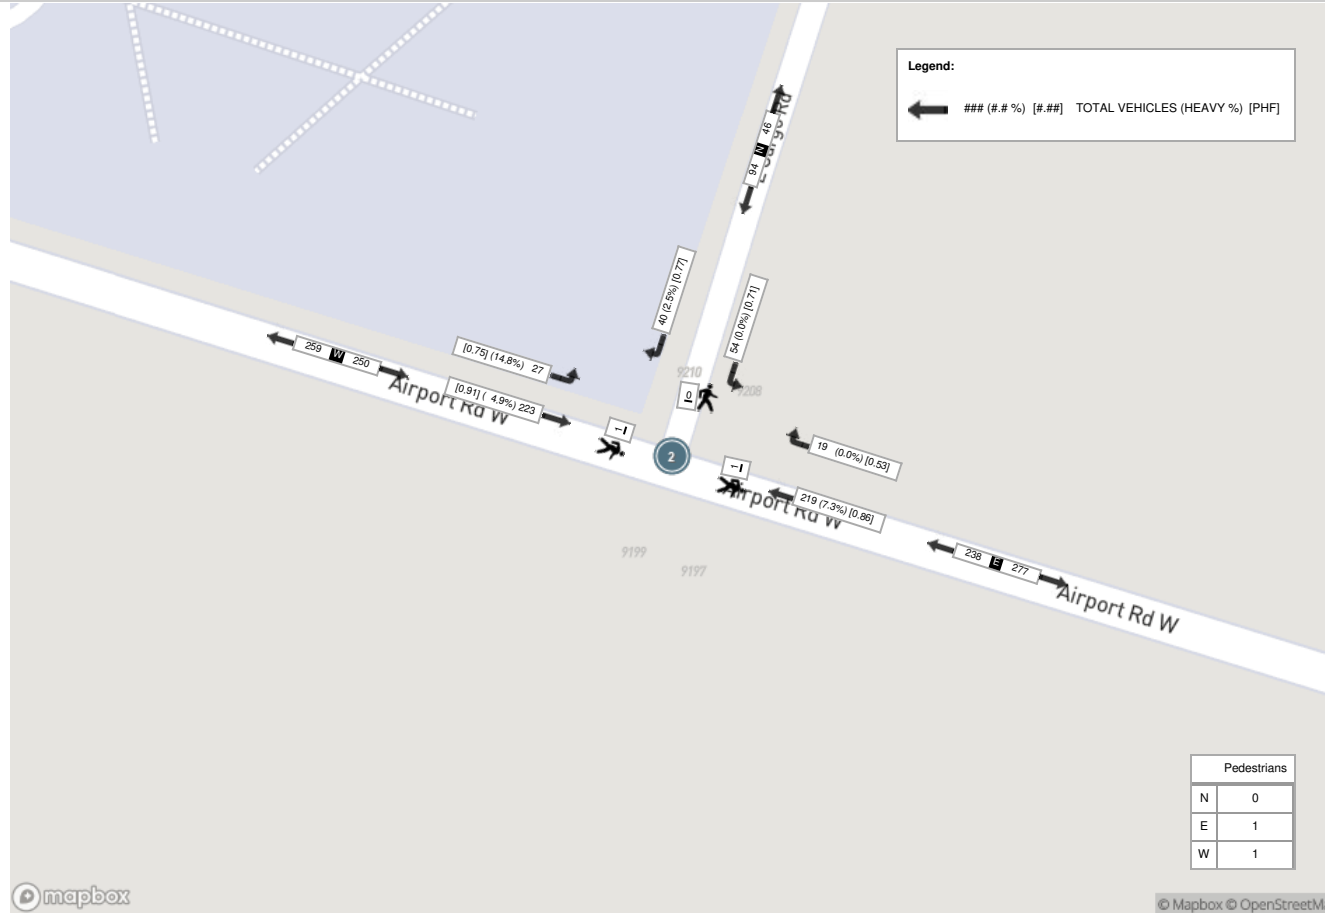 Legend:
### (#.# %) [#.##] TOTAL VEHICLES (HEAVY %) [PHF]
94 N 46
40 (2.5%) [0.77]
54 (0.0%) [0.71]
259 W 250
[0.75] (14.8%) 27
[0.91] ( 4.9%) 223
Airport Rd W
9210
9208
0
1
2
1
19 (0.0%) [0.53]
219 (7.3%) [0.86]
Airport Rd W
238 E 277
Airport Rd W
9199
9197
Pedestrians
N 0
E 1
W 1
mapbox
© Mapbox © OpenStreetM